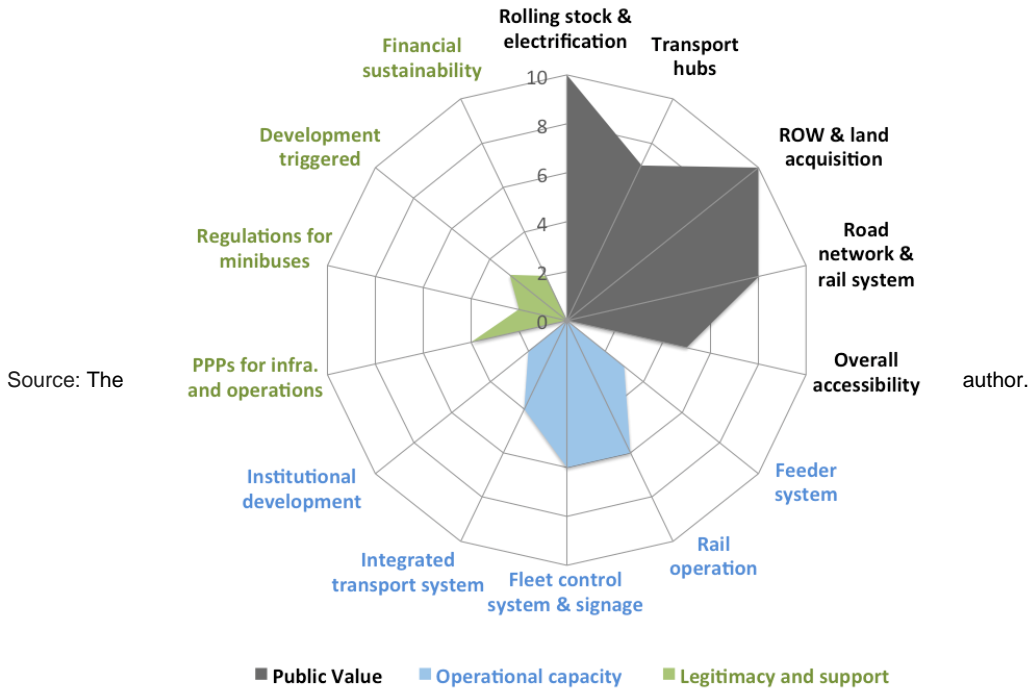 Rolling stock &
electrification
Transport
hubs
Financial
sustainability
ROW & land
acquisition
Development
triggered
Road
network &
rail system
Regulations for
minibuses
Overall
accessibility
PPPs for infra.
and operations
Source: The author.
Feeder
system
Institutional
development
Rail
operation
Integrated
transport system
Fleet control
system & signage
10
8
6
4
2
0
Public Value
Operational capacity
Legitimacy and support